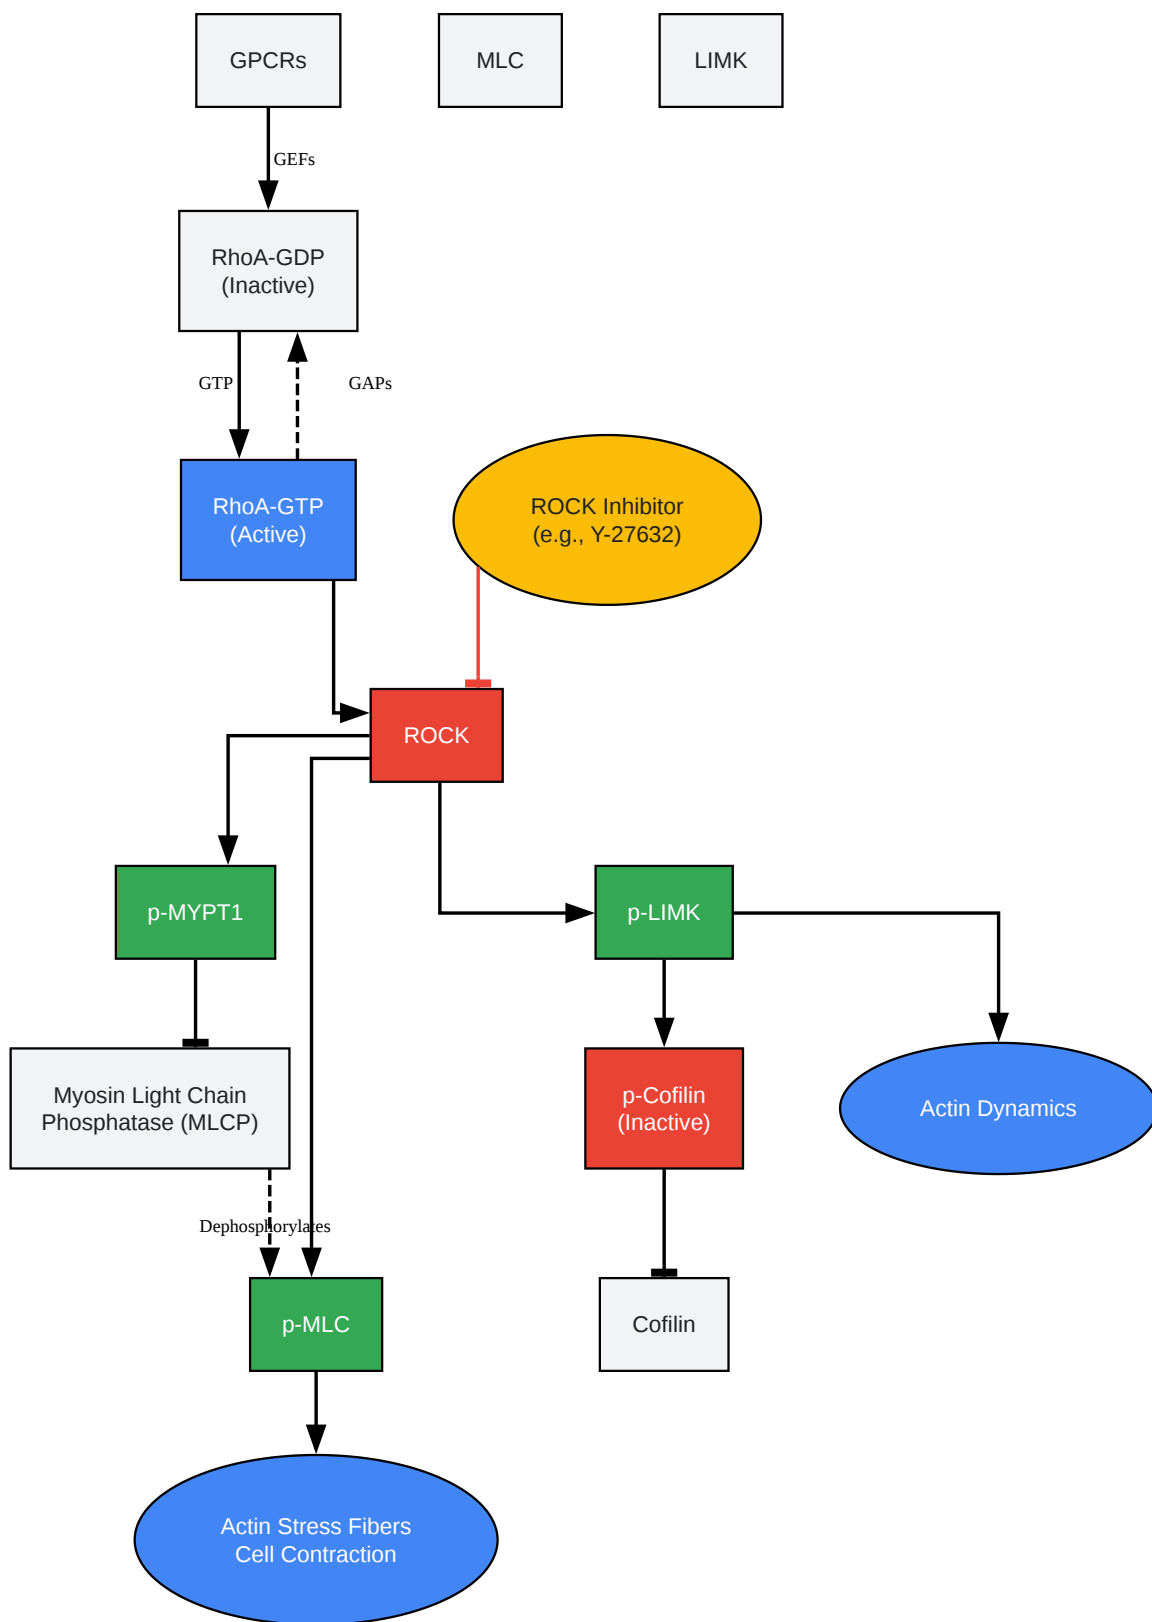 GPCRs
MLC
LIMK
GEFs
RhoA-GDP
(Inactive)
GTP
GAPs
RhoA-GTP
(Active)
ROCK Inhibitor
(e.g., Y-27632)
ROCK
p-MYPT1
p-LIMK
Myosin Light Chain
Phosphatase (MLCP)
p-Cofilin
(Inactive)
Actin Dynamics
Dephosphorylates
p-MLC
Cofilin
Actin Stress Fibers
Cell Contraction